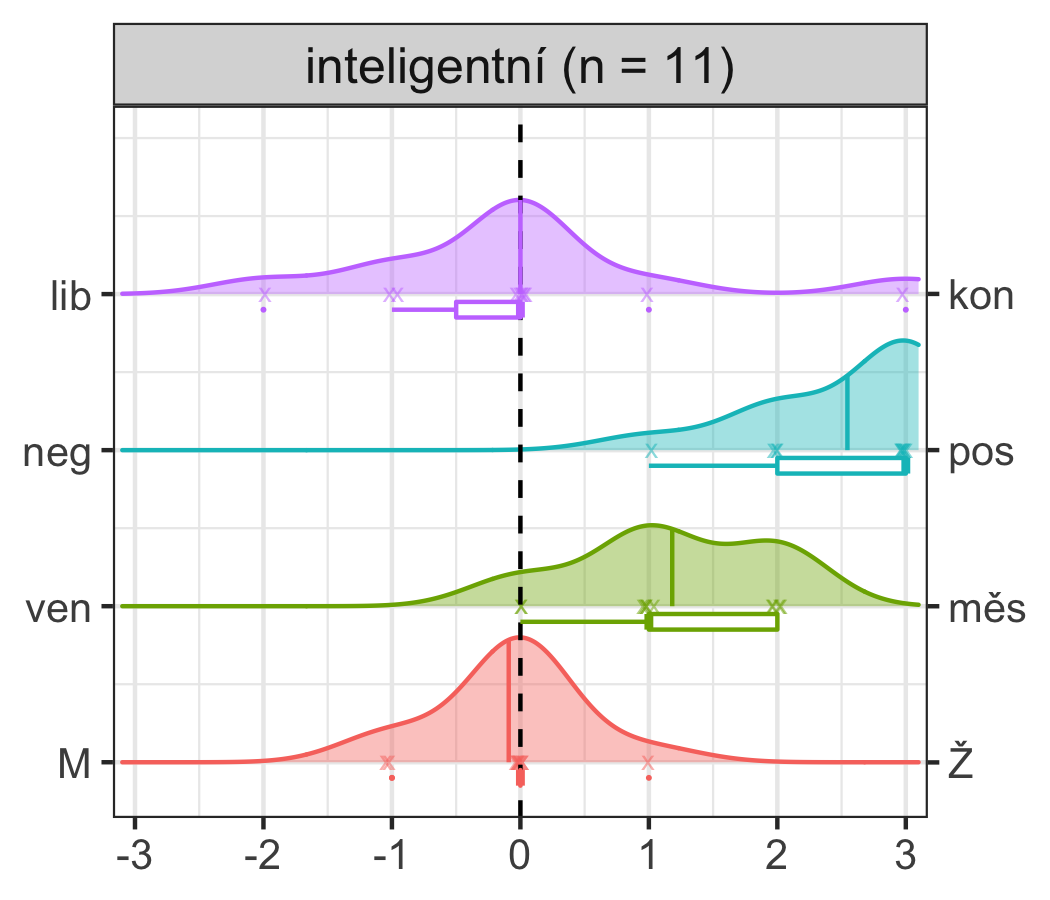 inteligentní (n = 11)
lib kon
neg pos
ven měs
M Ž
-3 -2 -1 0 1 2 3